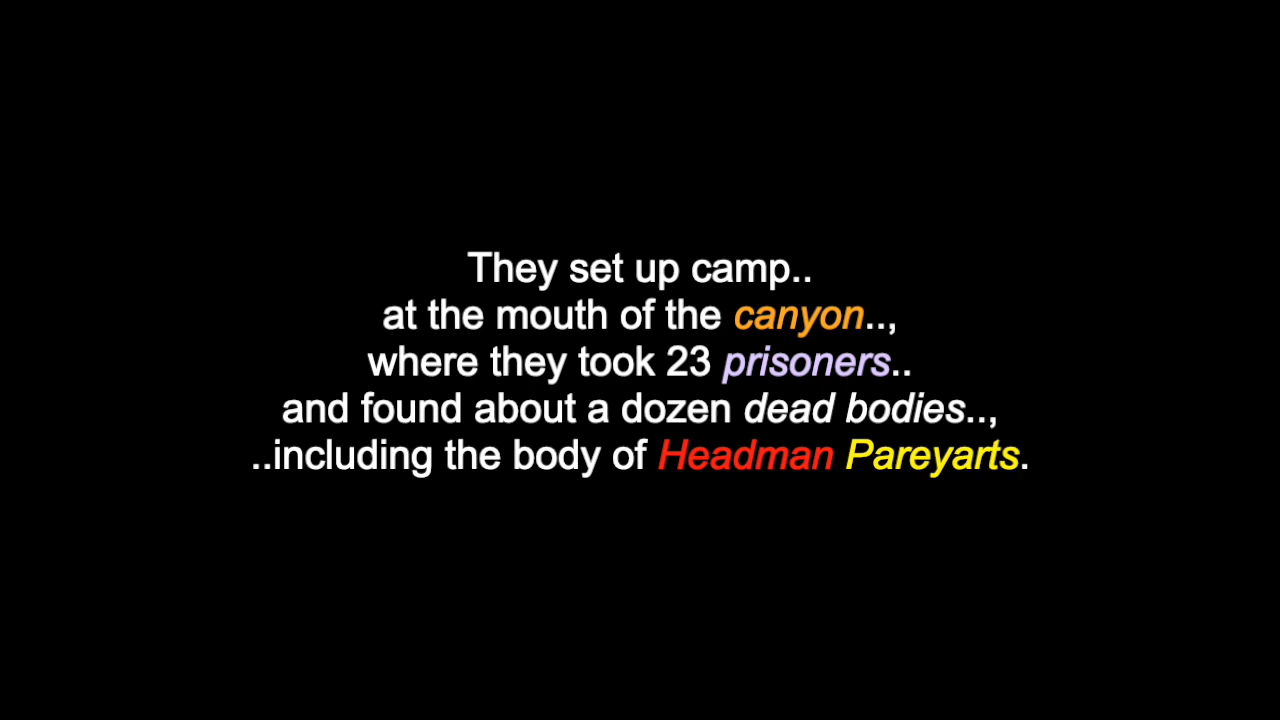 They set up camp..
at the mouth of the canyon..,
where they took 23 prisoners..
and found about a dozen dead bodies..,
..including the body of Headman Pareyarts.